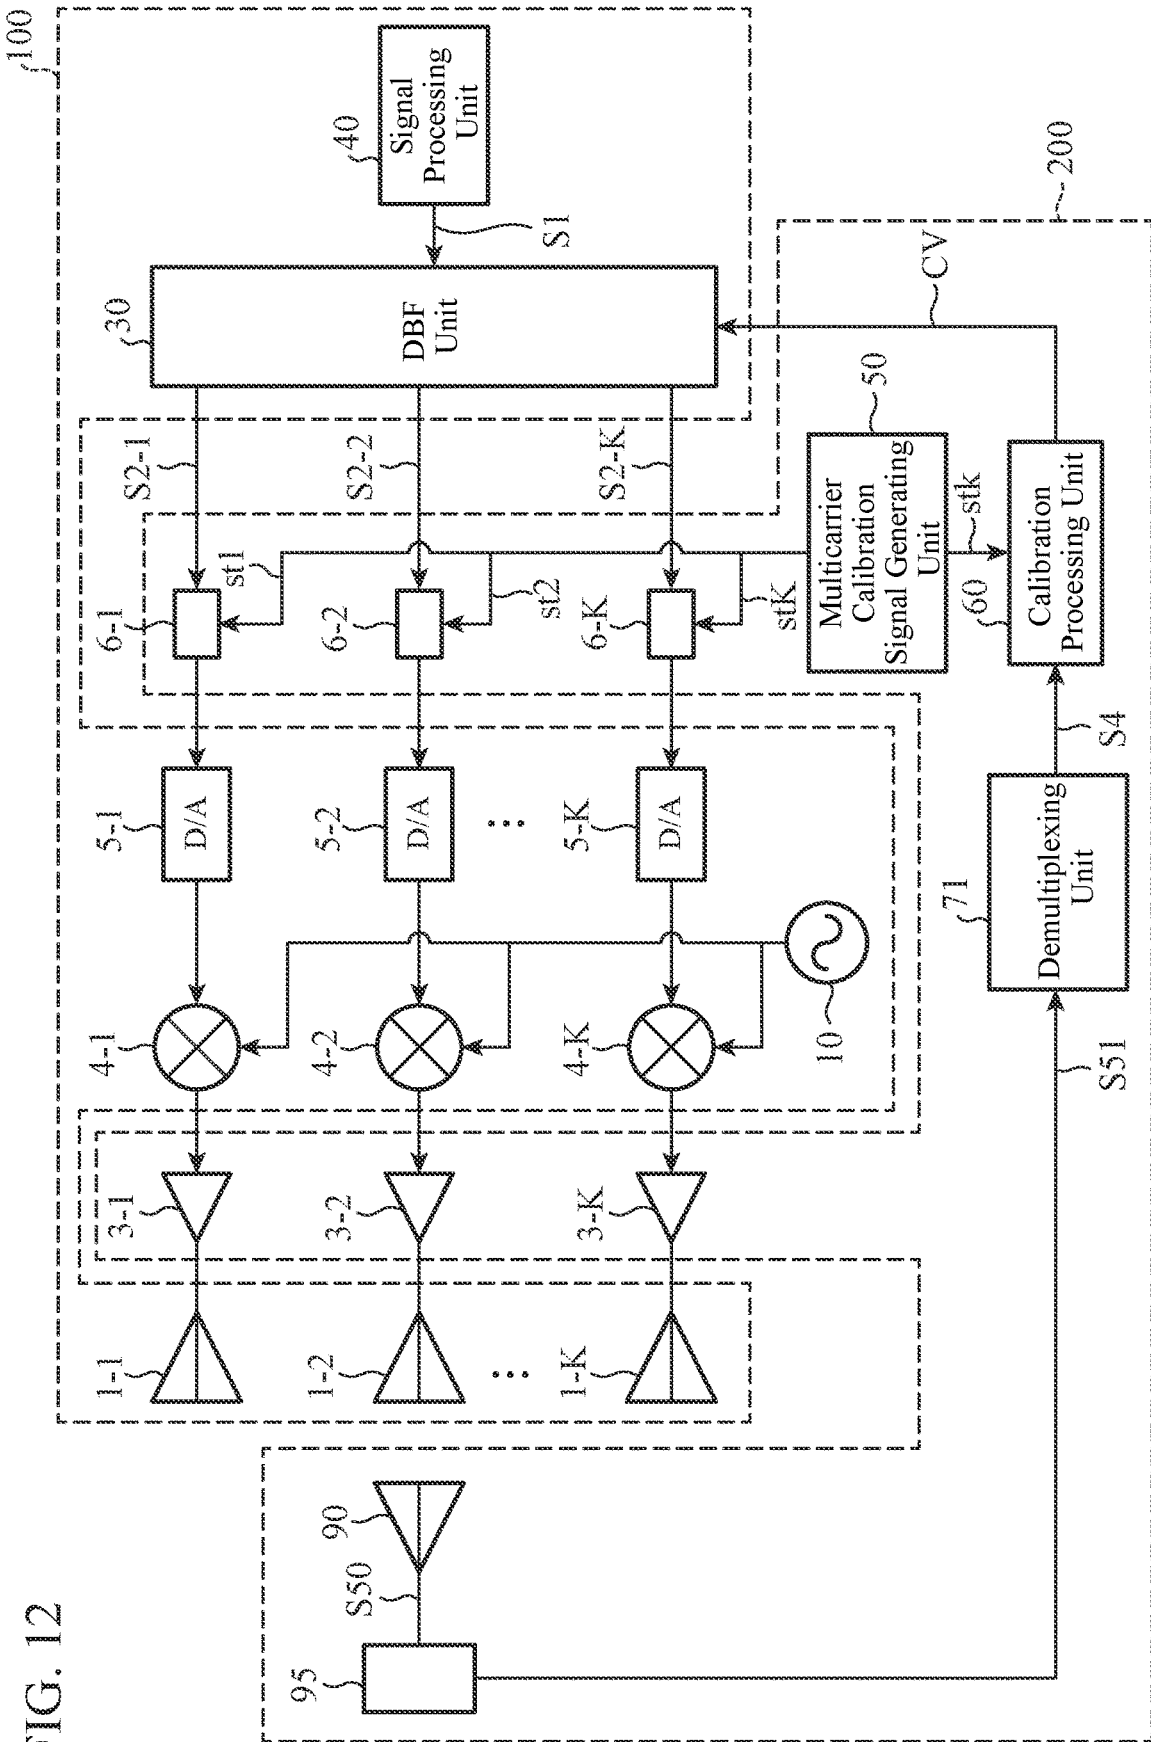 FIG. 12
100
40
Signal
Processing
Unit
S1
30
DBF
Unit
200
CV
S2-1
S2-2
S2-K
50
Multicarrier
Calibration
Signal Generating
Unit
st1
st2
stK
stk
6-1
6-2
6-K
60
Calibration
Processing Unit
S4
5-1
D/A
5-2
D/A
...
5-K
D/A
71
Demultiplexing
Unit
4-1
4-2
4-K
10
S51
3-1
3-2
3-K
1-1
1-2
...
1-K
90
S50
95